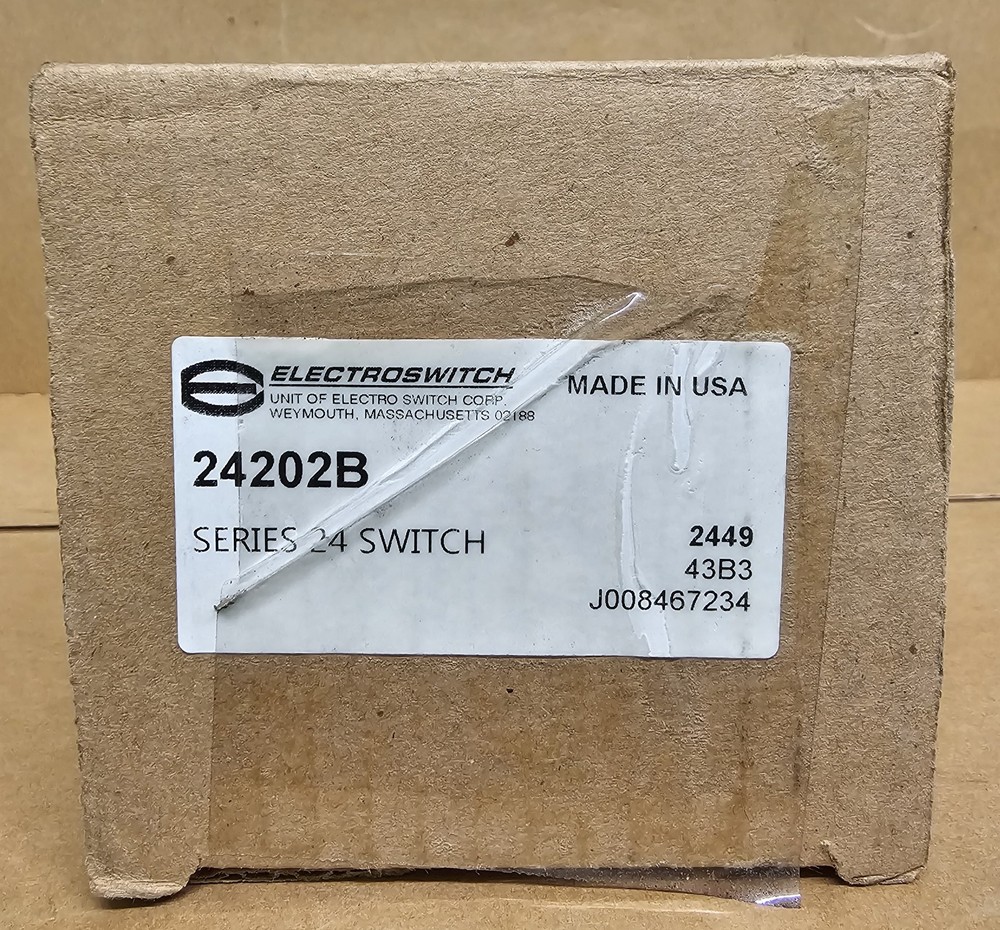 ELECTROSWITCH
UNIT OF ELECTRO SWITCH CORP.
WEYMOUTH, MASSACHUSETTS 02188
MADE IN USA
24202B
SERIES 24 SWITCH
2449
43B3
J008467234